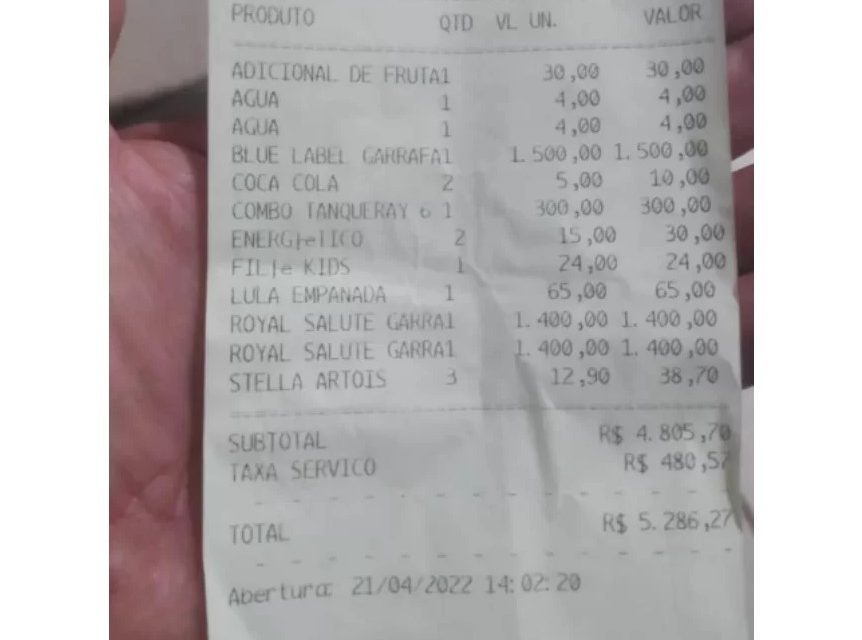 PRODUTO QTD VL UN. VALOR
ADICIONAL DE FRUTA1 30,00 30,00
AGUA 1 4,00 4,00
AGUA 1 4,00 4,00
BLUE LABEL GARRAFA1 1.500,00 1.500,00
COCA COLA 2 5,00 10,00
COMBO TANQUERAY 6 1 300,00 300,00
ENERG|eTICO 2 15,00 30,00
FIL|e KIDS 1 24,00 24,00
LULA EMPANADA 1 65,00 65,00
ROYAL SALUTE GARRA1 1.400,00 1.400,00
ROYAL SALUTE GARRA1 1.400,00 1.400,00
STELLA ARTOIS 3 12,90 38,70
SUBTOTAL R$ 4.805,70
TAXA SERVICO R$ 480,57
TOTAL R$ 5.286,27
Abertura: 21/04/2022 14:02:20